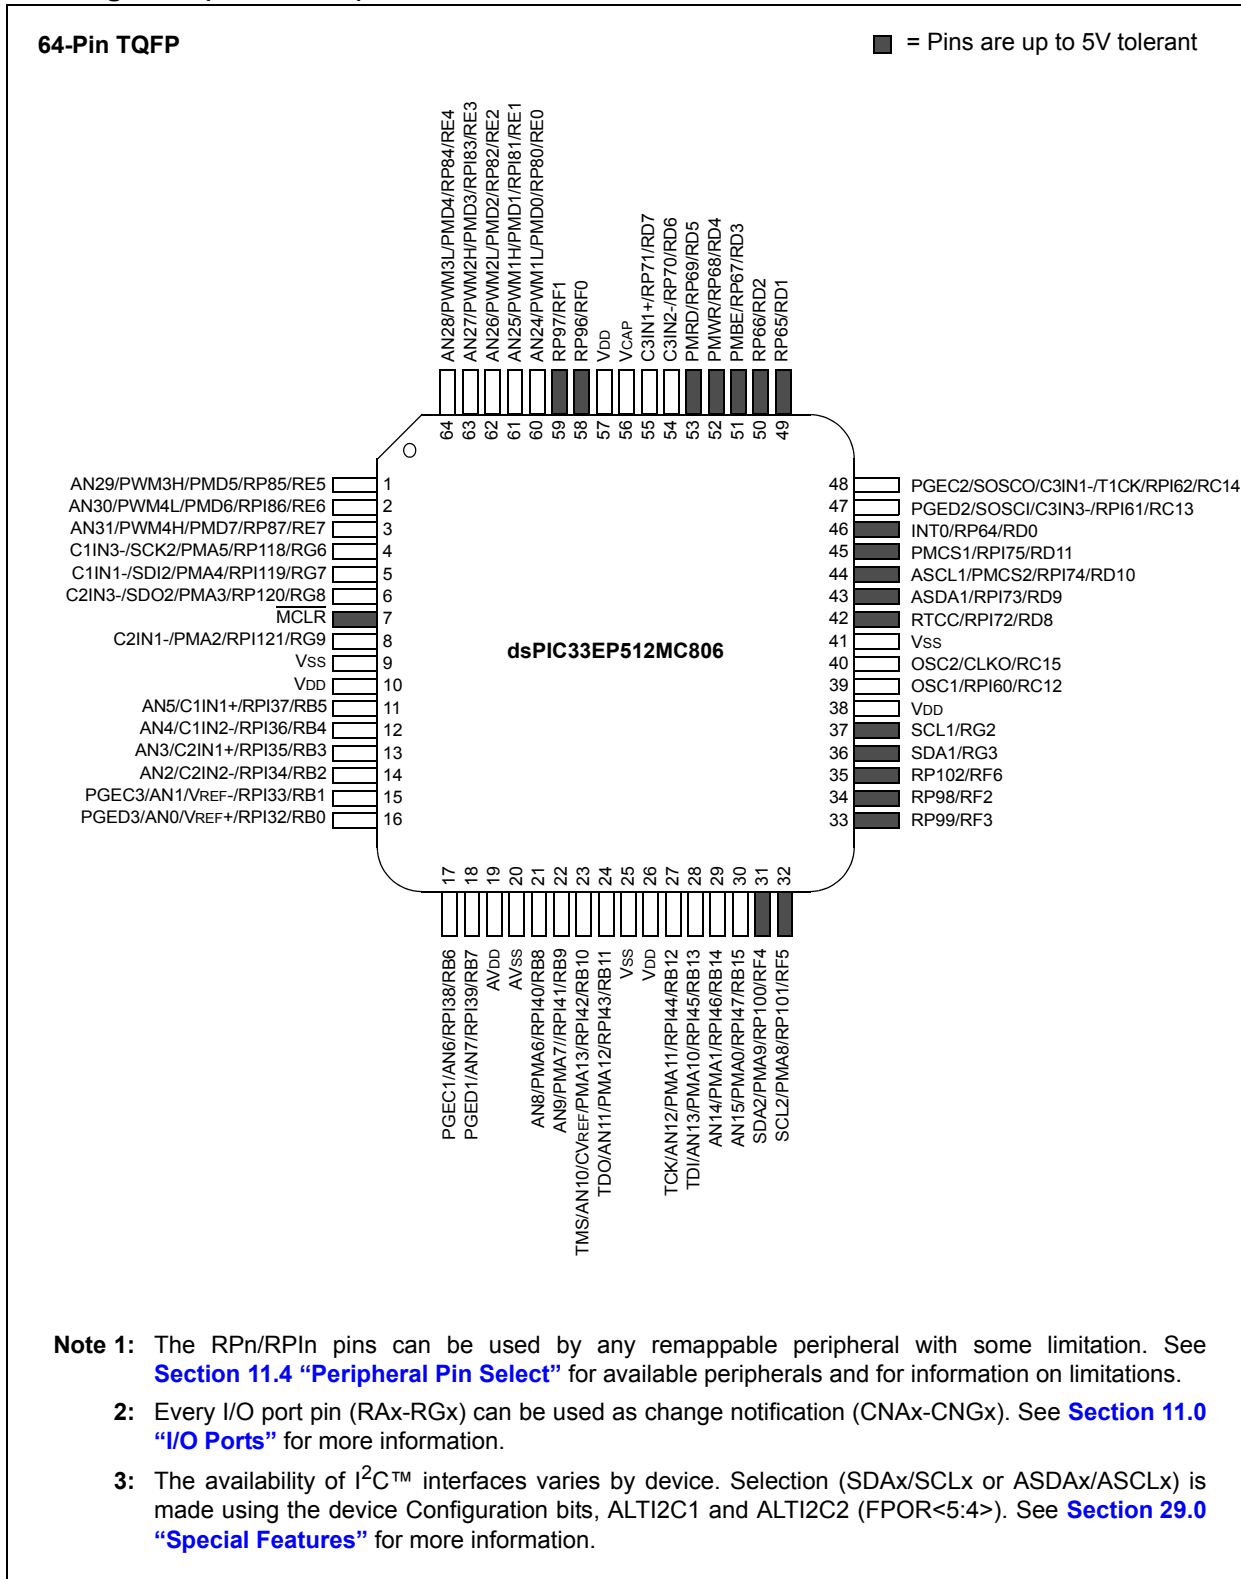 64-Pin TQFP
= Pins are up to 5V tolerant
AN28/PWM3L/PMD4/RP84/RE4
AN27/PWM2H/PMD3/RPI83/RE3
AN26/PWM2L/PMD2/RP82/RE2
AN25/PWM1H/PMD1/RPI81/RE1
AN24/PWM1L/PMD0/RP80/RE0
RP97/RF1
RP96/RF0
VDD
VCAP
C3IN1+/RP71/RD7
C3IN2-/RP70/RD6
PMRD/RP69/RD5
PMWR/RP68/RD4
PMBE/RP67/RD3
RP66/RD2
RP65/RD1
64 63 62 61 60 59 58 57 56 55 54 53 52 51 50 49
AN29/PWM3H/PMD5/RP85/RE5 1
AN30/PWM4L/PMD6/RPI86/RE6 2
AN31/PWM4H/PMD7/RP87/RE7 3
C1IN3-/SCK2/PMA5/RP118/RG6 4
C1IN1-/SDI2/PMA4/RPI119/RG7 5
C2IN3-/SDO2/PMA3/RP120/RG8 6
MCLR 7
C2IN1-/PMA2/RPI121/RG9 8
VSS 9
VDD 10
AN5/C1IN1+/RPI37/RB5 11
AN4/C1IN2-/RPI36/RB4 12
AN3/C2IN1+/RPI35/RB3 13
AN2/C2IN2-/RPI34/RB2 14
PGEC3/AN1/VREF-/RPI33/RB1 15
PGED3/AN0/VREF+/RPI32/RB0 16
dsPIC33EP512MC806
48 PGEC2/SOSCO/C3IN1-/T1CK/RPI62/RC14
47 PGED2/SOSCI/C3IN3-/RPI61/RC13
46 INT0/RP64/RD0
45 PMCS1/RPI75/RD11
44 ASCL1/PMCS2/RPI74/RD10
43 ASDA1/RPI73/RD9
42 RTCC/RPI72/RD8
41 VSS
40 OSC2/CLKO/RC15
39 OSC1/RPI60/RC12
38 VDD
37 SCL1/RG2
36 SDA1/RG3
35 RP102/RF6
34 RP98/RF2
33 RP99/RF3
17 18 19 20 21 22 23 24 25 26 27 28 29 30 31 32
PGEC1/AN6/RPI38/RB6
PGED1/AN7/RPI39/RB7
AVDD
AVSS
AN8/PMA6/RPI40/RB8
AN9/PMA7//RPI41/RB9
TMS/AN10/CVREF/PMA13/RPI42/RB10
TDO/AN11/PMA12/RPI43/RB11
VSS
VDD
TCK/AN12/PMA11/RPI44/RB12
TDI/AN13/PMA10/RPI45/RB13
AN14/PMA1/RPI46/RB14
AN15/PMA0/RPI47/RB15
SDA2/PMA9/RP100/RF4
SCL2/PMA8/RP101/RF5
Note 1: The RPn/RPIn pins can be used by any remappable peripheral with some limitation. See
Section 11.4 “Peripheral Pin Select” for available peripherals and for information on limitations.
2: Every I/O port pin (RAx-RGx) can be used as change notification (CNAx-CNGx). See Section 11.0
“I/O Ports” for more information.
3: The availability of I²C™ interfaces varies by device. Selection (SDAx/SCLx or ASDAx/ASCLx) is
made using the device Configuration bits, ALTI2C1 and ALTI2C2 (FPOR<5:4>). See Section 29.0
“Special Features” for more information.